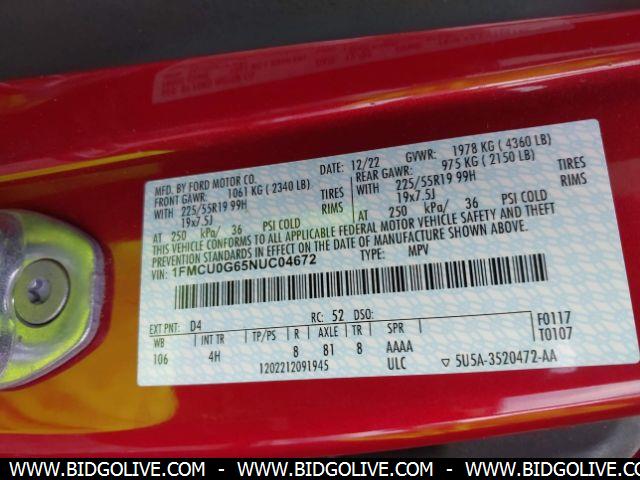 MFD. BY FORD MOTOR CO.
DATE: 12/22 GVWR: 1978 KG ( 4360 LB)
FRONT GAWR: 1061 KG ( 2340 LB)
REAR GAWR: 975 KG ( 2150 LB)
WITH 225/55R19 99H TIRES
WITH 225/55R19 99H TIRES
19x7.5J RIMS
19x7.5J RIMS
AT 250 kPa/ 36 PSI COLD
AT 250 kPa/ 36 PSI COLD
THIS VEHICLE CONFORMS TO ALL APPLICABLE FEDERAL MOTOR VEHICLE SAFETY AND THEFT
PREVENTION STANDARDS IN EFFECT ON THE DATE OF MANUFACTURE SHOWN ABOVE.
VIN: 1FMCU0G65NUC04672 TYPE: MPV
EXT PNT: D4 RC: 52 DSO:
F0117
WB INT TR TP/PS R AXLE TR SPR
T0107
106 4H 8 81 8 AAAA
1202212091945 ULC ▽ 5U5A-3520472-AA
WWW.BIDGOLIVE.COM - WWW.BIDGOLIVE.COM - WWW.BIDGOLIVE.COM